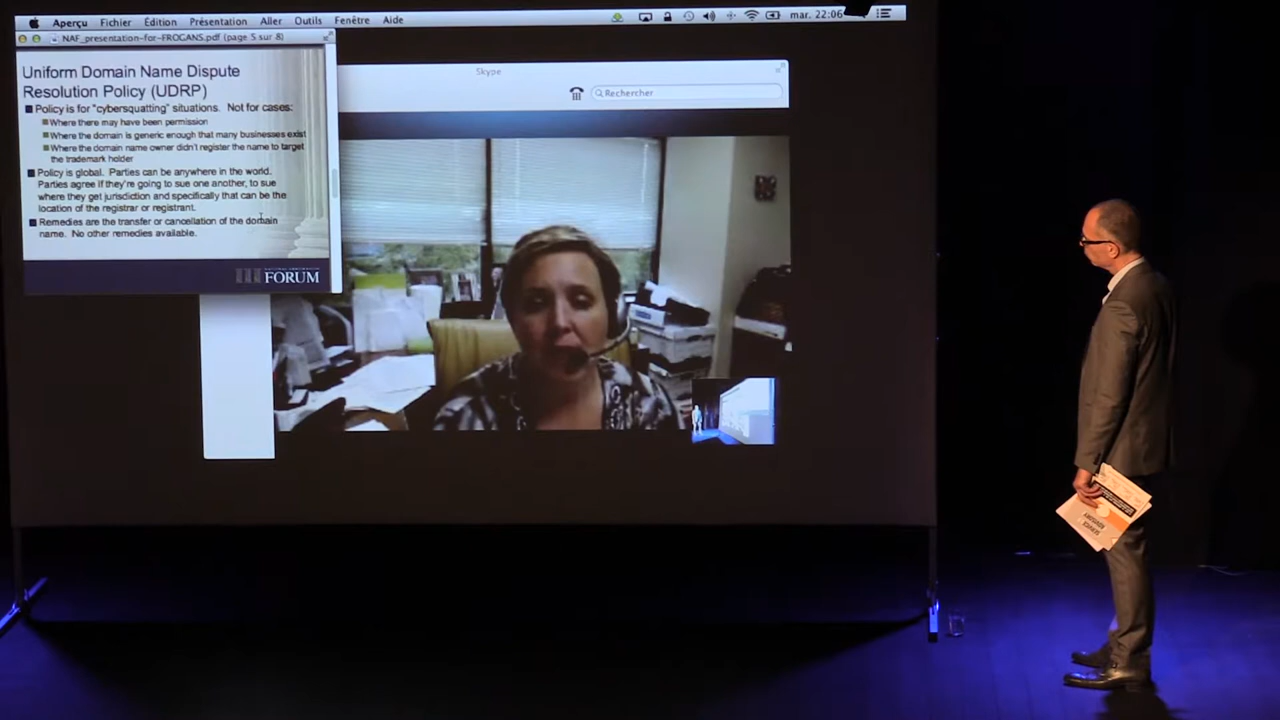 Aperçu Fichier Édition Présentation Aller Outils Fenêtre Aide mar. 22:06
NAF_presentation-for-FROGANS.pdf (page 5 sur 8)
Uniform Domain Name Dispute
Resolution Policy (UDRP)
Policy is for "cybersquatting" situations. Not for cases:
Where there may have been permission
Where the domain is generic enough that many businesses exist
Where the domain name owner didn't register the name to target
the trademark holder
Policy is global. Parties can be anywhere in the world.
Parties agree if they're going to sue one another, to sue
where they get jurisdiction and specifically that can be the
location of the registrar or registrant.
Remedies are the transfer or cancellation of the domain
name. No other remedies available.
FORUM
Skype
Rechercher
SERVICE
ADVISORY